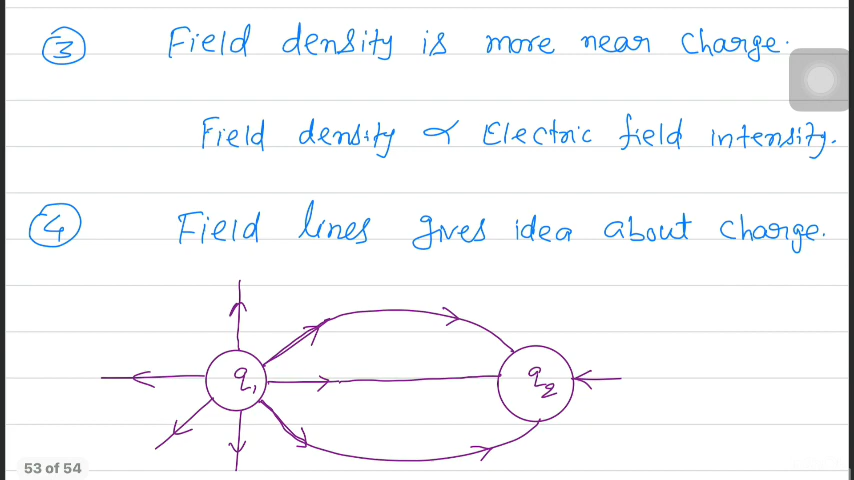 ③ Field density is more near charge.
Field density ∝ Electric field intensity.
④ Field lines gives idea about charge.
q₁ q₂
53 of 54